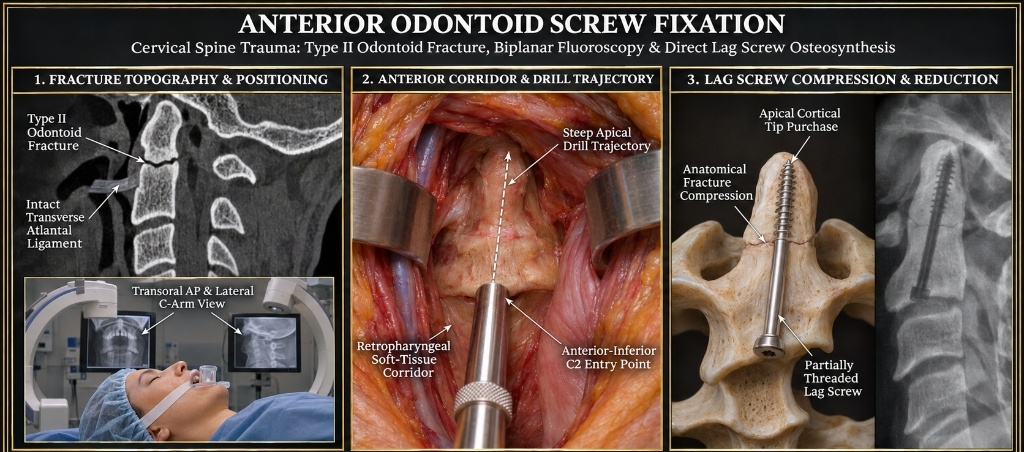 ANTERIOR ODONTOID SCREW FIXATION
Cervical Spine Trauma: Type II Odontoid Fracture, Biplanar Fluoroscopy & Direct Lag Screw Osteosynthesis
1. FRACTURE TOPOGRAPHY & POSITIONING
Type II
Odontoid
Fracture
Intact
Transverse
Atlantal
Ligament
Transoral AP & Lateral
C-Arm View
2. ANTERIOR CORRIDOR & DRILL TRAJECTORY
Steep Apical
Drill Trajectory
Retropharyngeal
Soft-Tissue
Corridor
Anterior-Inferior
C2 Entry Point
3. LAG SCREW COMPRESSION & REDUCTION
Apical Cortical
Tip Purchase
Anatomical
Fracture
Compression
Partially
Threaded
Lag Screw